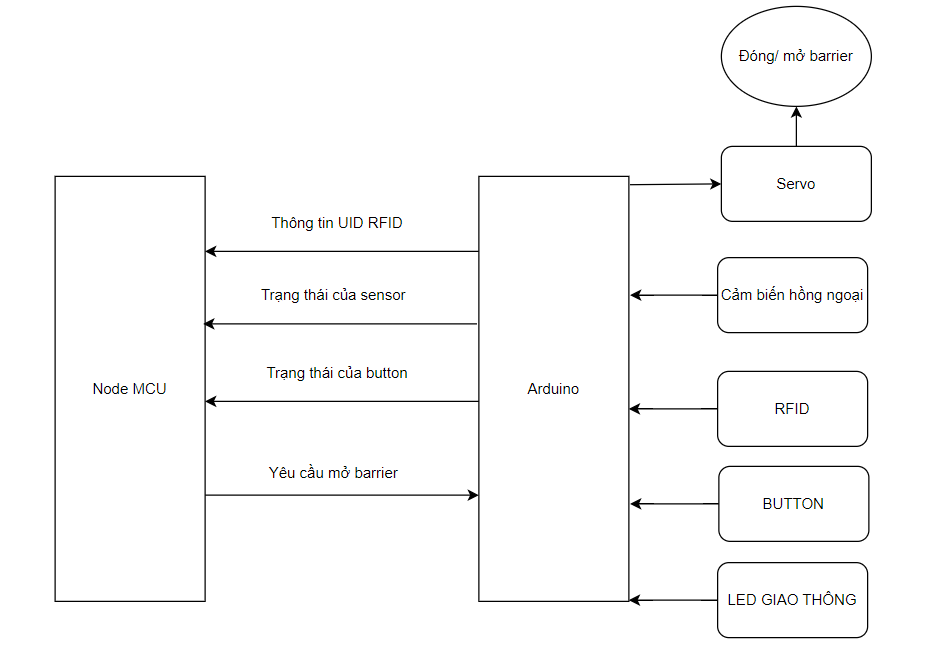 Đóng/ mở barrier
Servo
Thông tin UID RFID
Trạng thái của sensor
Cảm biến hồng ngoại
Trạng thái của button
Node MCU
Arduino
RFID
Yêu cầu mở barrier
BUTTON
LED GIAO THÔNG